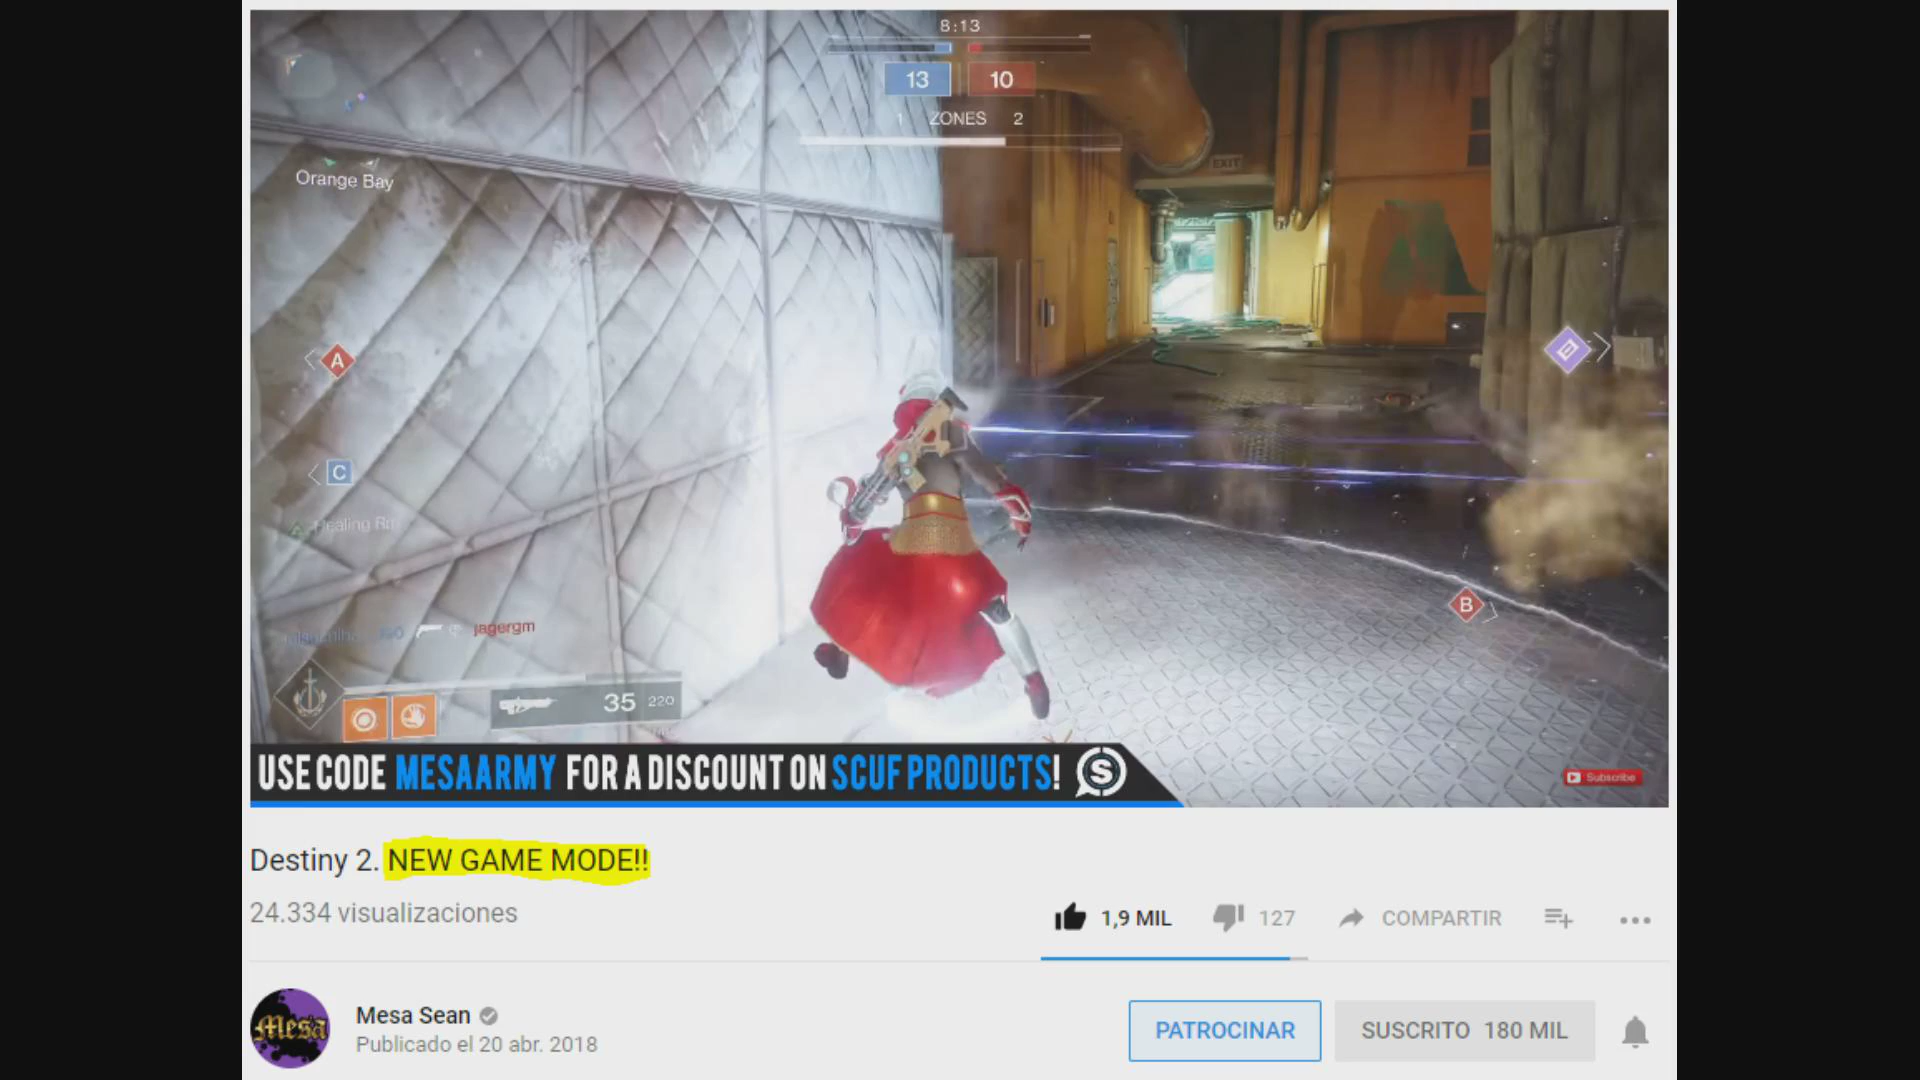 8:13
13 10
1 ZONES 2
EXIT
Orange Bay
A
C
Healing
B
jagergm
35 220
USE CODE MESAARMY FOR A DISCOUNT ON SCUF PRODUCTS! S
Subscribe
Destiny 2. NEW GAME MODE!!
24.334 visualizaciones
1,9 MIL 127 COMPARTIR
Mesa
Mesa Sean
Publicado el 20 abr. 2018
PATROCINAR SUSCRITO 180 MIL